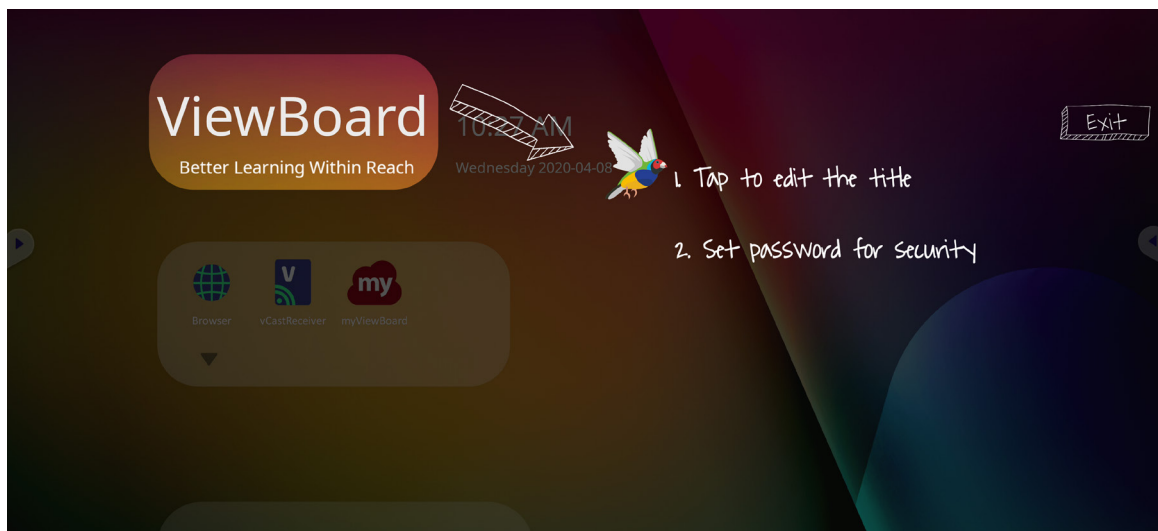 ViewBoard
Better Learning Within Reach
10:27 AM
Wednesday 2020-04-08
Exit
1. Tap to edit the title
2. Set password for security
Browser
vCastReceiver
myViewBoard
V
my